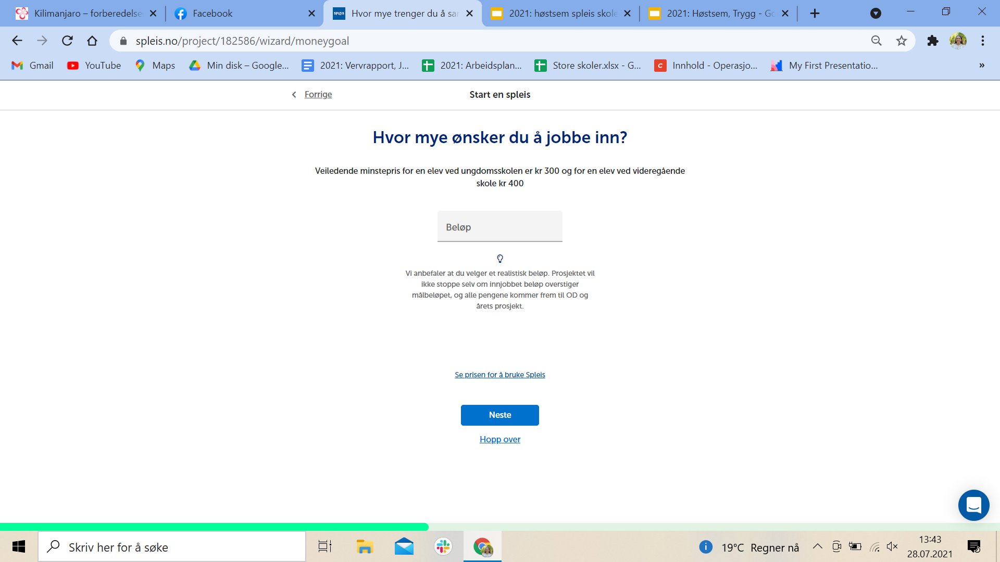 Kilimanjaro – forberedelse
Facebook
SPLEIS
Hvor mye trenger du å sa
2021: høstsem spleis skole
2021: Høstsem, Trygg - Go
spleis.no/project/182586/wizard/moneygoal
Gmail
YouTube
Maps
Min disk – Google...
2021: Vervrapport, J...
2021: Arbeidsplan...
Store skoler.xlsx - G...
Innhold - Operasjo...
My First Presentatio...
Forrige
Start en spleis
Hvor mye ønsker du å jobbe inn?
Veiledende minstepris for en elev ved ungdomsskolen er kr 300 og for en elev ved videregående
skole kr 400
Beløp
Vi anbefaler at du velger et realistisk beløp. Prosjektet vil
ikke stoppe selv om innjobbet beløp overstiger
målbeløpet, og alle pengene kommer frem til OD og
årets prosjekt.
Se prisen for å bruke Spleis
Neste
Hopp over
Skriv her for å søke
19°C Regner nå
13:43
28.07.2021